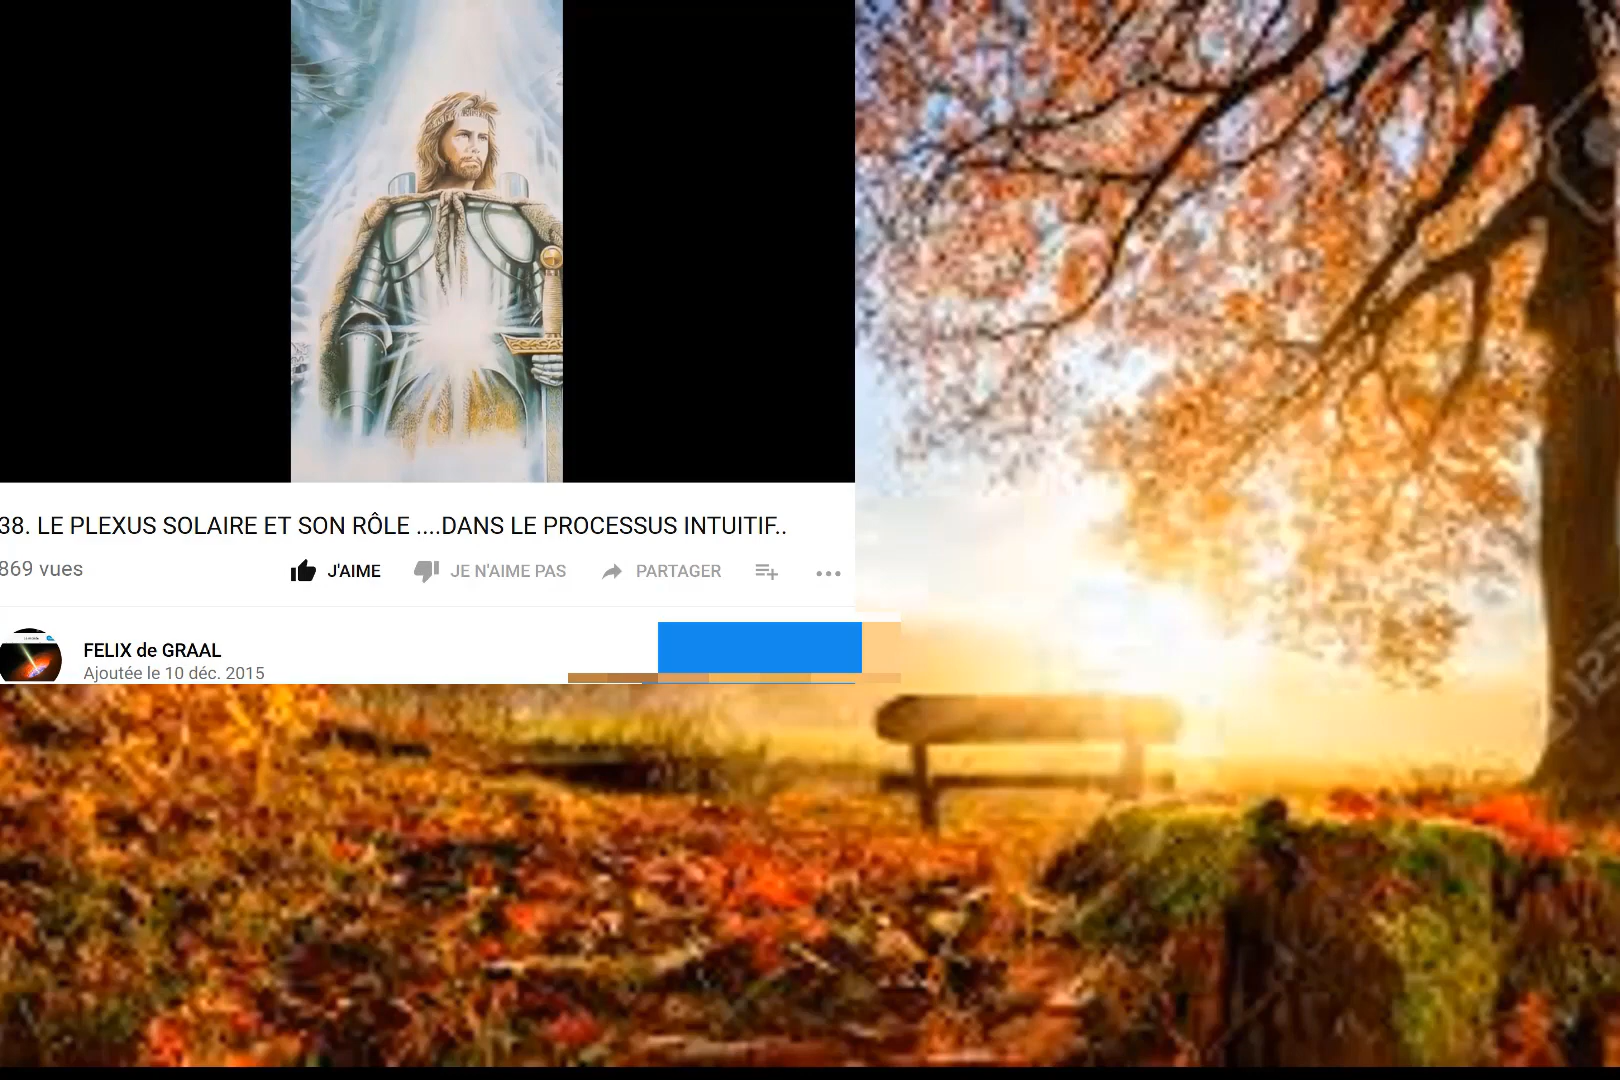 38. LE PLEXUS SOLAIRE ET SON RÔLE ....DANS LE PROCESSUS INTUITIF..
869 vues
J'AIME
JE N'AIME PAS
PARTAGER
FELIX de GRAAL
Ajoutée le 10 déc. 2015